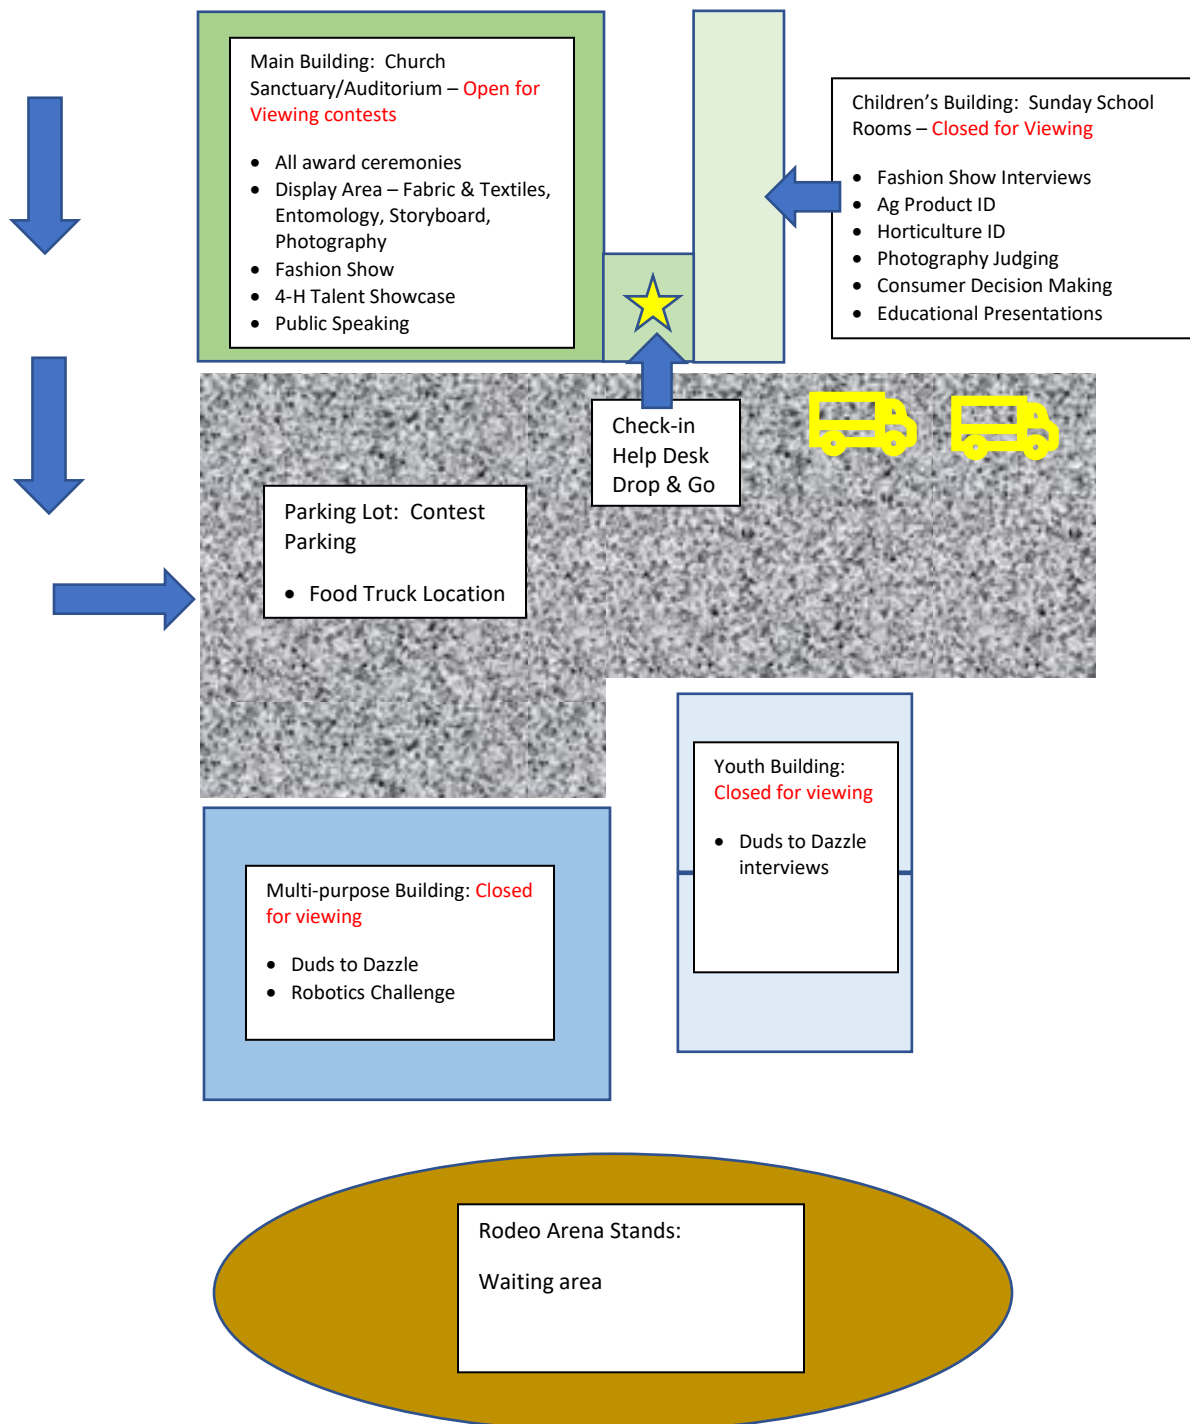 Main Building:  Church
Sanctuary/Auditorium – Open for
Viewing contests
• All award ceremonies
• Display Area – Fabric & Textiles,
Entomology, Storyboard,
Photography
• Fashion Show
• 4-H Talent Showcase
• Public Speaking
Children’s Building:  Sunday School
Rooms – Closed for Viewing
• Fashion Show Interviews
• Ag Product ID
• Horticulture ID
• Photography Judging
• Consumer Decision Making
• Educational Presentations
Check-in
Help Desk
Drop & Go
Parking Lot:  Contest
Parking
• Food Truck Location
Youth Building:
Closed for viewing
• Duds to Dazzle
interviews
Multi-purpose Building: Closed
for viewing
• Duds to Dazzle
• Robotics Challenge
Rodeo Arena Stands:
Waiting area